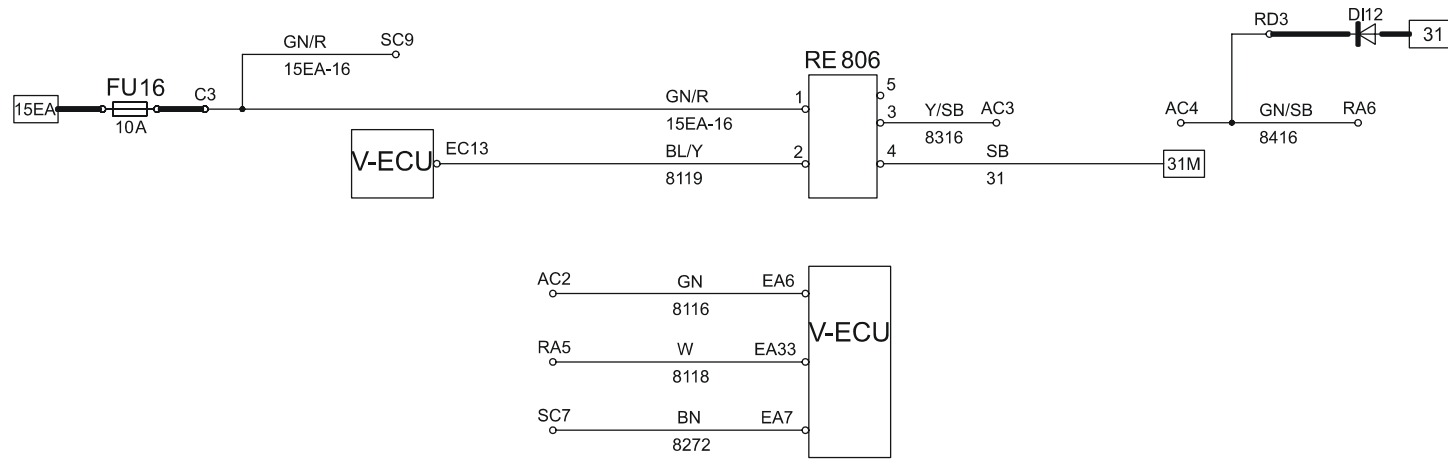 RD3 DI12
31
GN/R SC9
15EA-16
RE 806
FU16 C3
15EA
10A
GN/R 1 5
15EA-16
3 Y/SB AC3
8316
AC4 GN/SB RA6
8416
V-ECU EC13 BL/Y 2
8119
4 SB 31M
31
AC2 GN EA6
8116
V-ECU
RA5 W EA33
8118
SC7 BN EA7
8272